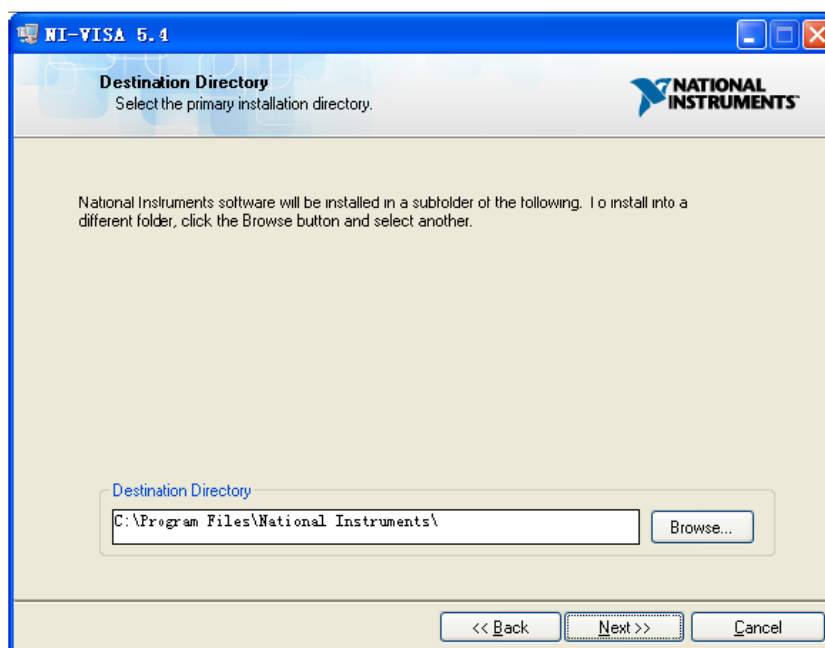 NI-VISA 5.4
Destination Directory
Select the primary installation directory.
NATIONAL
INSTRUMENTS
National Instruments software will be installed in a subfolder of the following. To install into a
different folder, click the Browse button and select another.
Destination Directory
C:\Program Files\National Instruments\
Browse...
<< Back
Next >>
Cancel